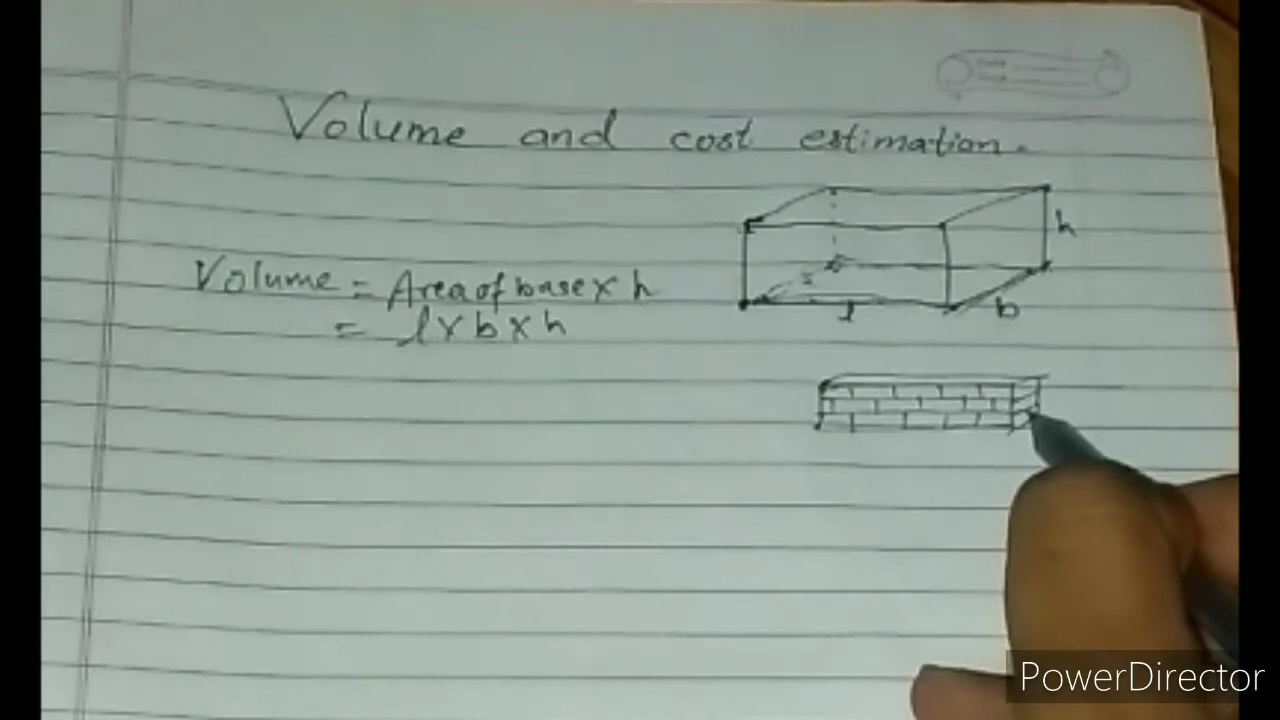 Volume and cost estimation.
h
Volume = Area of base x h
b
l
= l x b x h
PowerDirector